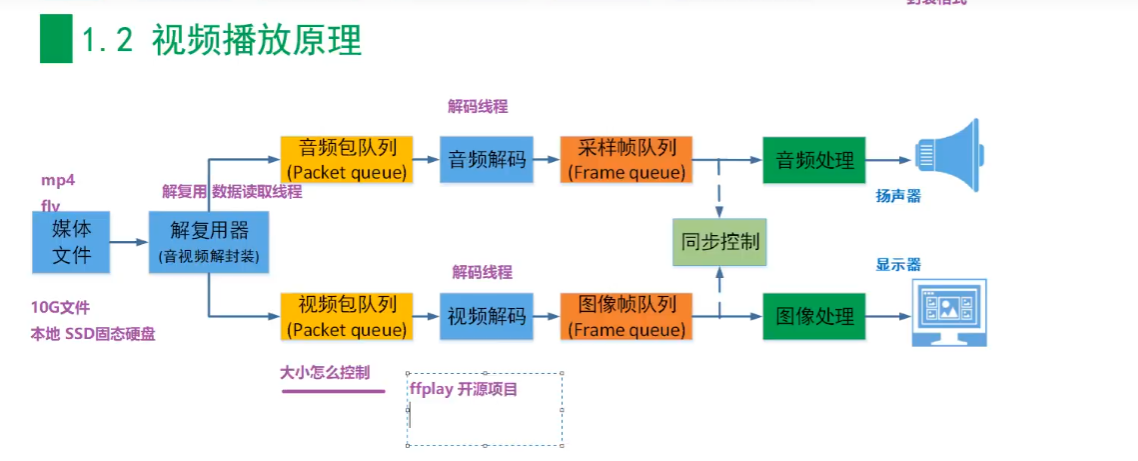 封装格式
1.2 视频播放原理
解码线程
音频包队列
(Packet queue)
音频解码
采样帧队列
(Frame queue)
音频处理
扬声器
mp4
flv
解复用 数据读取线程
媒体
文件
解复用器
(音视频解封装)
同步控制
10G文件
本地 SSD固态硬盘
解码线程
显示器
视频包队列
(Packet queue)
视频解码
图像帧队列
(Frame queue)
图像处理
大小怎么控制
ffplay 开源项目